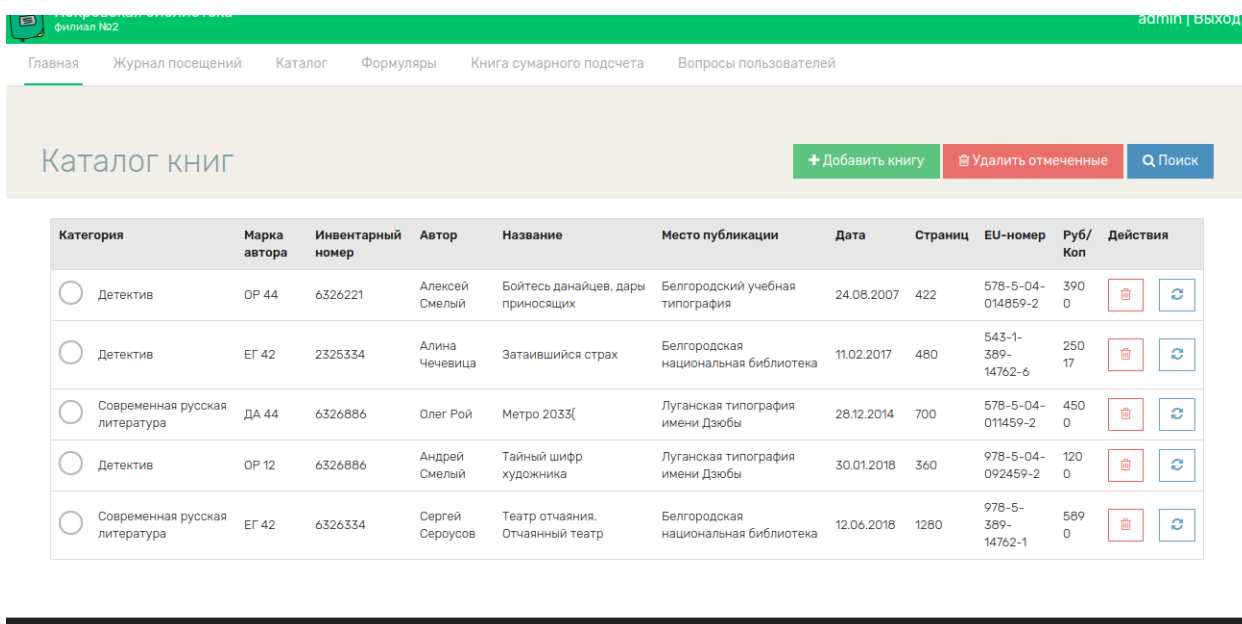 филиал №2
admin | Выход
Главная Журнал посещений Каталог Формуляры Книга сумарного подсчета Вопросы пользователей
Каталог книг
Добавить книгу Удалить отмеченные Поиск
Категория Марка автора Инвентарный номер Автор Название Место публикации Дата Страниц EU-номер Руб/Коп Действия
Детектив ОР 44 6326221 Алексей Смелый Бойтесь данайцев, дары приносящих Белгородский учебная типография 24.08.2007 422 578-5-04-014859-2 390 0
Детектив ЕГ 42 2325334 Алина Чечевица Затаившийся страх Белгородская национальная библиотека 11.02.2017 480 543-1-389-14762-6 250 17
Современная русская литература ДА 44 6326886 Олег Рой Метро 2033( Луганская типография имени Дзюбы 28.12.2014 700 578-5-04-011459-2 450 0
Детектив ОР 12 6326886 Андрей Смелый Тайный шифр художника Луганская типография имени Дзюбы 30.01.2018 360 978-5-04-092459-2 120 0
Современная русская литература ЕГ 42 6326334 Сергей Сероусов Театр отчаяния. Отчаянный театр Белгородская национальная библиотека 12.06.2018 1280 978-5-389-14762-1 589 0